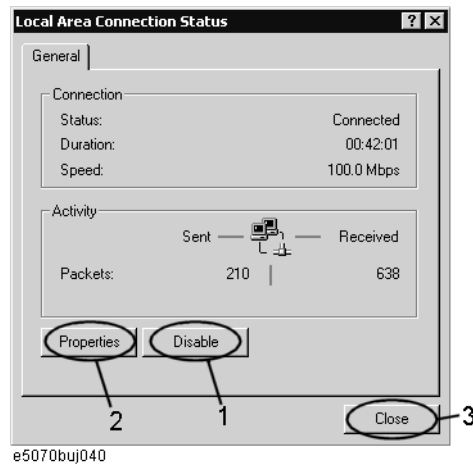 Local Area Connection Status ? ×
General
Connection
Status: Connected
Duration: 00:42:01
Speed: 100.0 Mbps
Activity
Sent Received
Packets: 210 638
Properties Disable
2 1
Close 3
e5070buj040